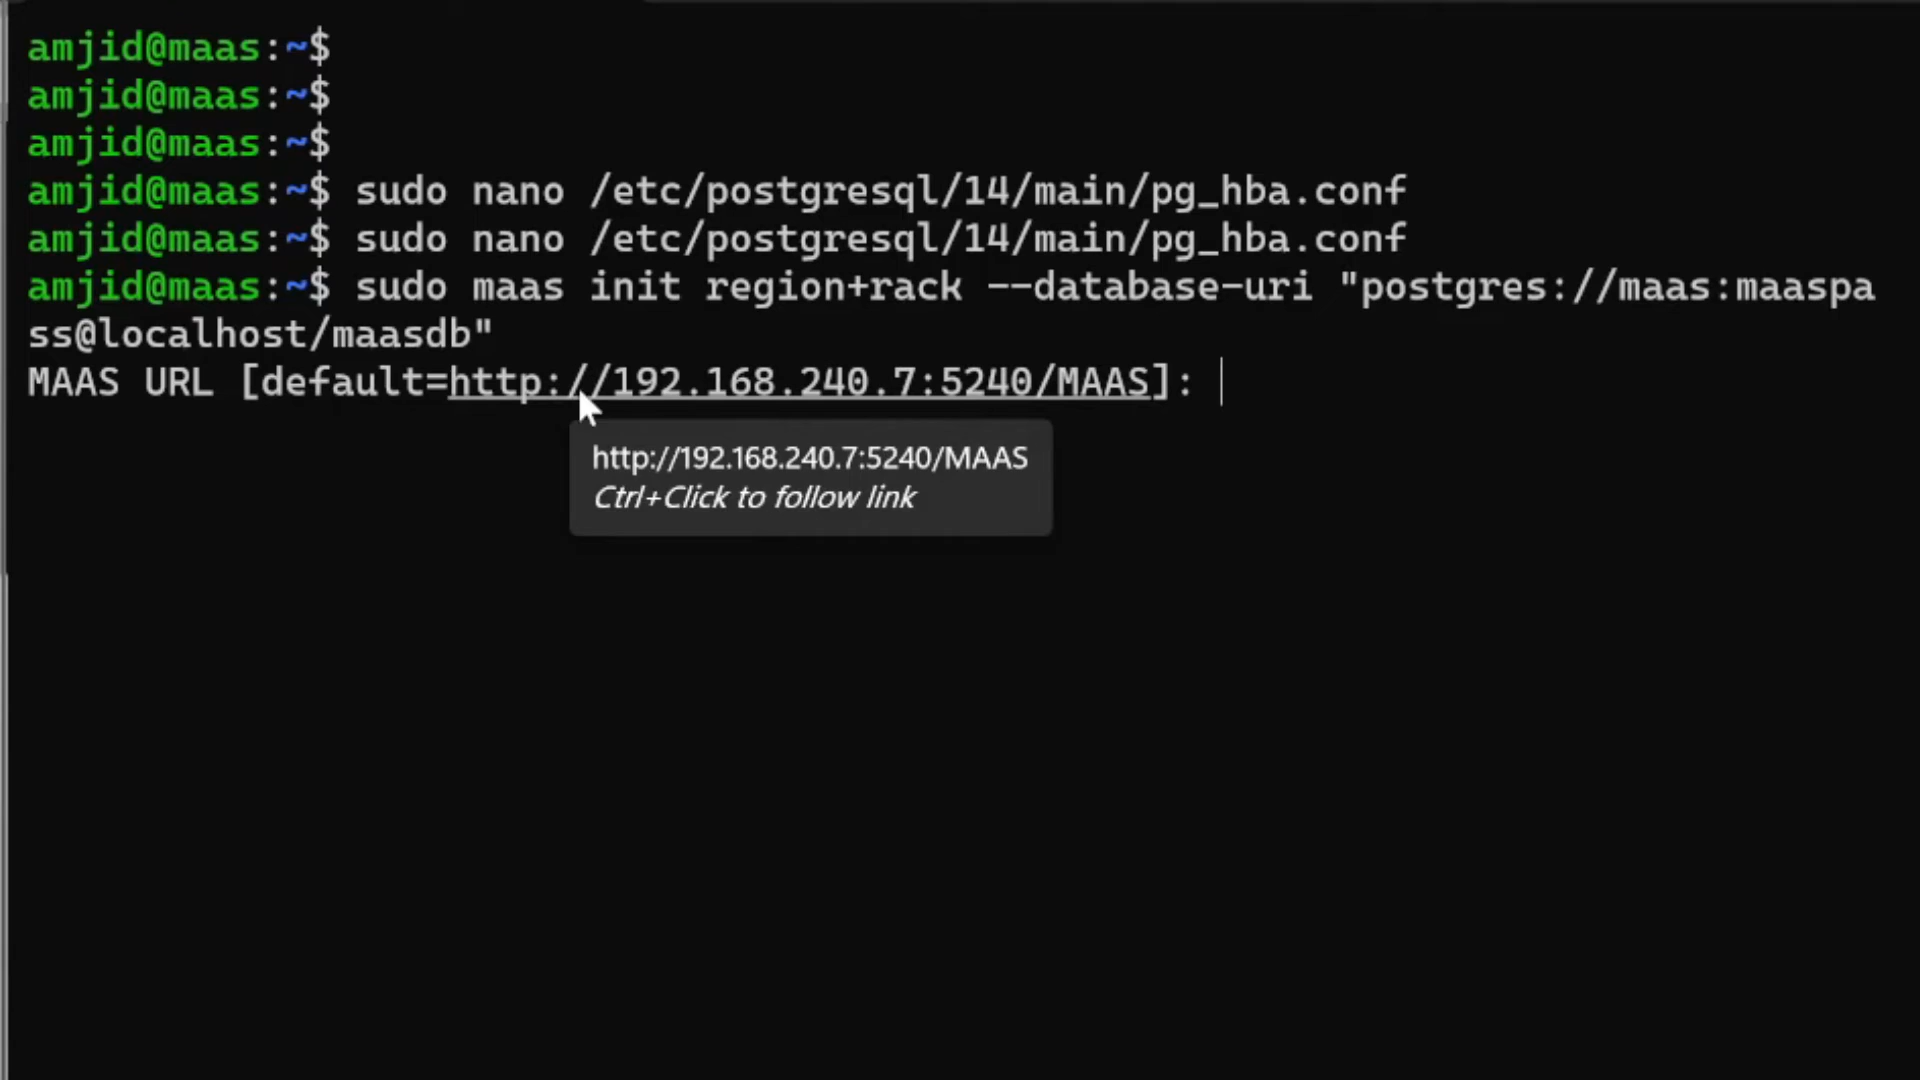 amjid@maas:~$
amjid@maas:~$
amjid@maas:~$
amjid@maas:~$ sudo nano /etc/postgresql/14/main/pg_hba.conf
amjid@maas:~$ sudo nano /etc/postgresql/14/main/pg_hba.conf
amjid@maas:~$ sudo maas init region+rack --database-uri "postgres://maas:maaspa
ss@localhost/maasdb"
MAAS URL [default=http://192.168.240.7:5240/MAAS]:
http://192.168.240.7:5240/MAAS
Ctrl+Click to follow link